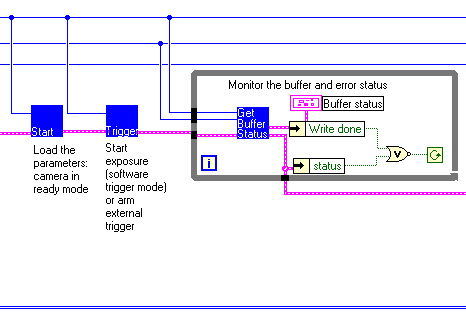 Monitor the buffer and error status
Buffer status
Start
Trigger
Get
Buffer
Status
Write done
status
i
Load the
parameters:
camera in
ready mode
Start
exposure
(software
trigger mode)
or arm
external
trigger